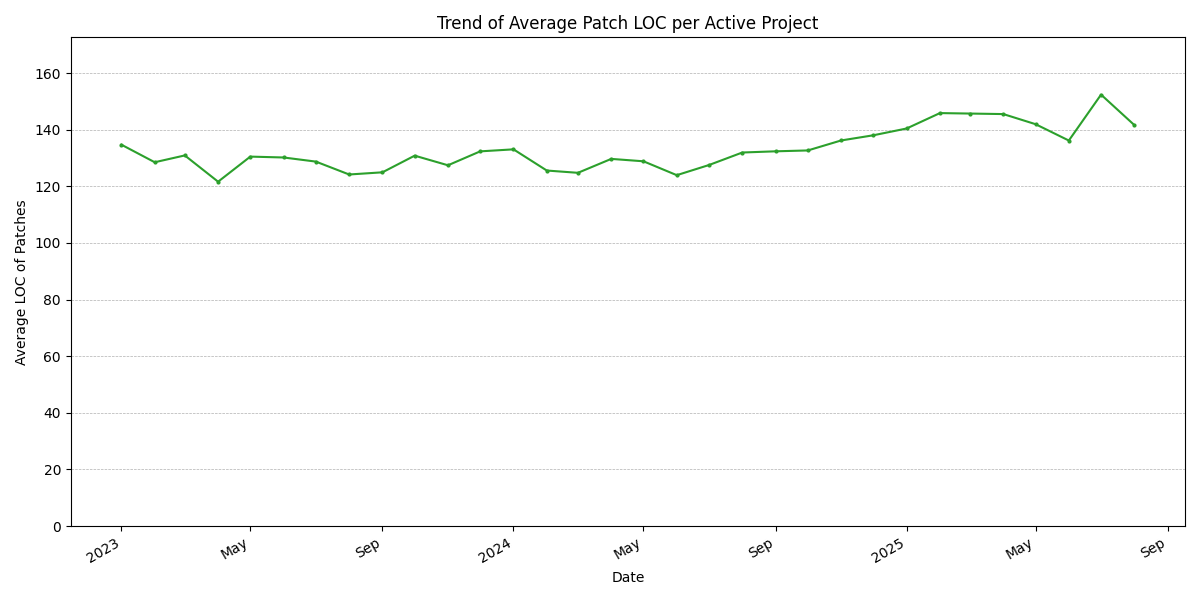 Trend of Average Patch LOC per Active Project
160
140
120
100
80
60
40
20
0
Average LOC of Patches
2023
May
Sep
2024
May
Sep
2025
May
Sep
Date